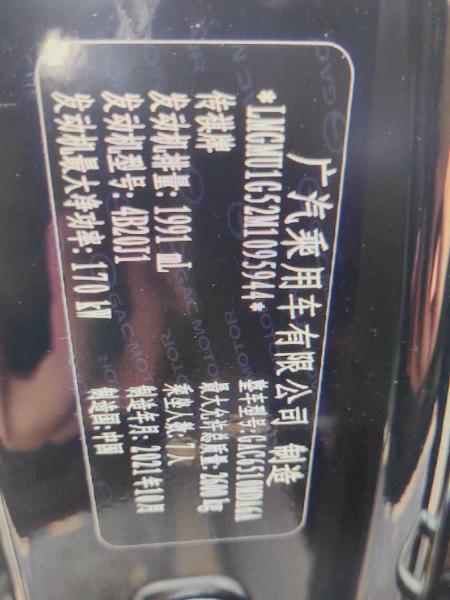 广汽乘用车有限公司 制造
*LMGMU1G52M1095944* 整车型号:
传祺牌 最大允许总质量: 2600 kg
发动机排量: 1991 mL 乘坐人数: 7人
发动机型号: 4B20J1 制造年月: 2021年10月
发动机最大净功率: 170 kW 制造国: 中国